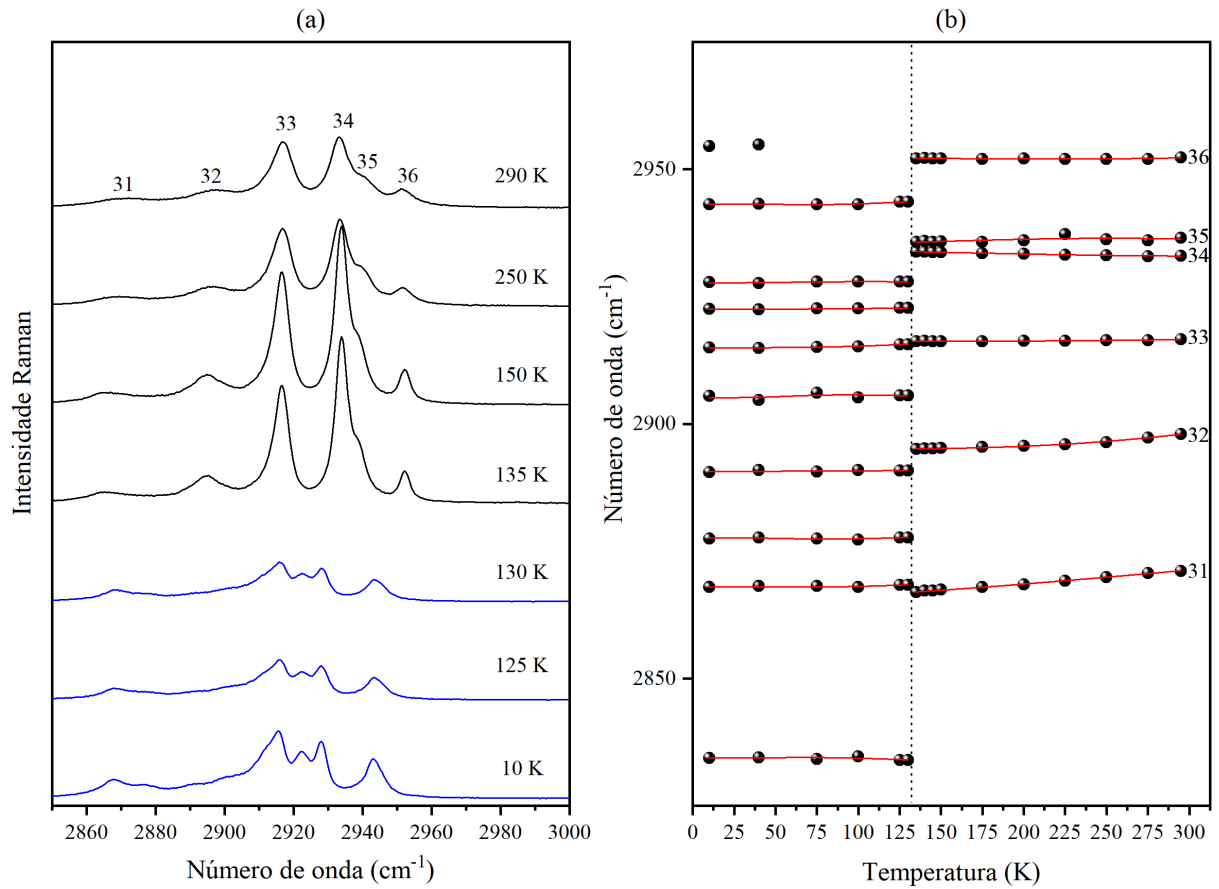 (a)
(b)
Intensidade Raman
31 32 33 34 35 36
290 K
250 K
150 K
135 K
130 K
125 K
10 K
2860 2880 2900 2920 2940 2960 2980 3000
Número de onda (cm⁻¹)
Número de onda (cm⁻¹)
2950
2900
2850
36
35
34
33
32
31
0 25 50 75 100 125 150 175 200 225 250 275 300
Temperatura (K)